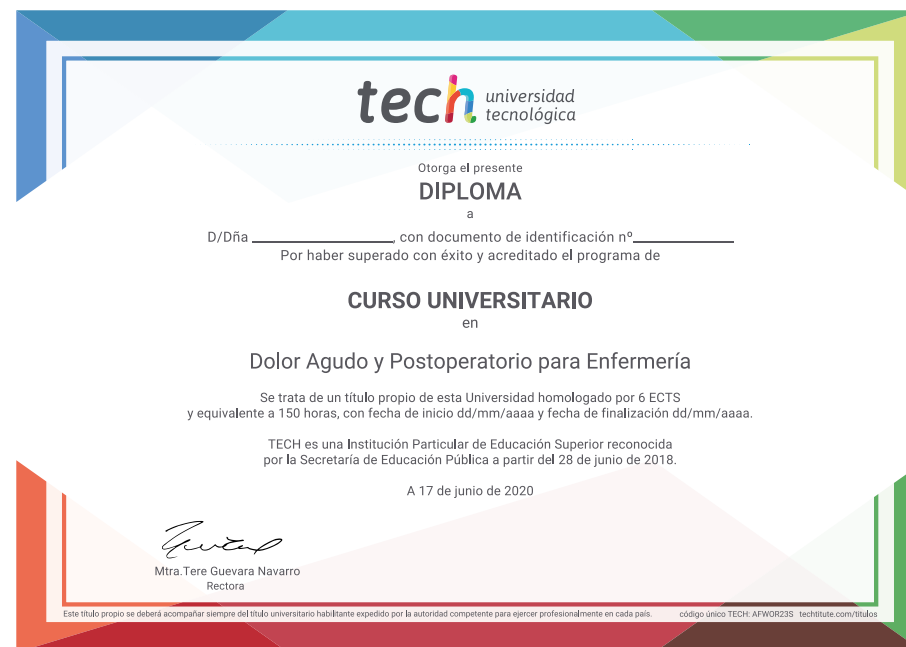 tech universidad
tecnológica
Otorga el presente
DIPLOMA
a
D/Dña ____________________, con documento de identificación nº______________
Por haber superado con éxito y acreditado el programa de
CURSO UNIVERSITARIO
en
Dolor Agudo y Postoperatorio para Enfermería
Se trata de un título propio de esta Universidad homologado por 6 ECTS
y equivalente a 150 horas, con fecha de inicio dd/mm/aaaa y fecha de finalización dd/mm/aaaa.
TECH es una Institución Particular de Educación Superior reconocida
por la Secretaría de Educación Pública a partir del 28 de junio de 2018.
A 17 de junio de 2020
Mtra.Tere Guevara Navarro
Rectora
Este título propio se deberá acompañar siempre del título universitario habilitante expedido por la autoridad competente para ejercer profesionalmente en cada país. código único TECH: AFWOR23S techtitute.com/titulos